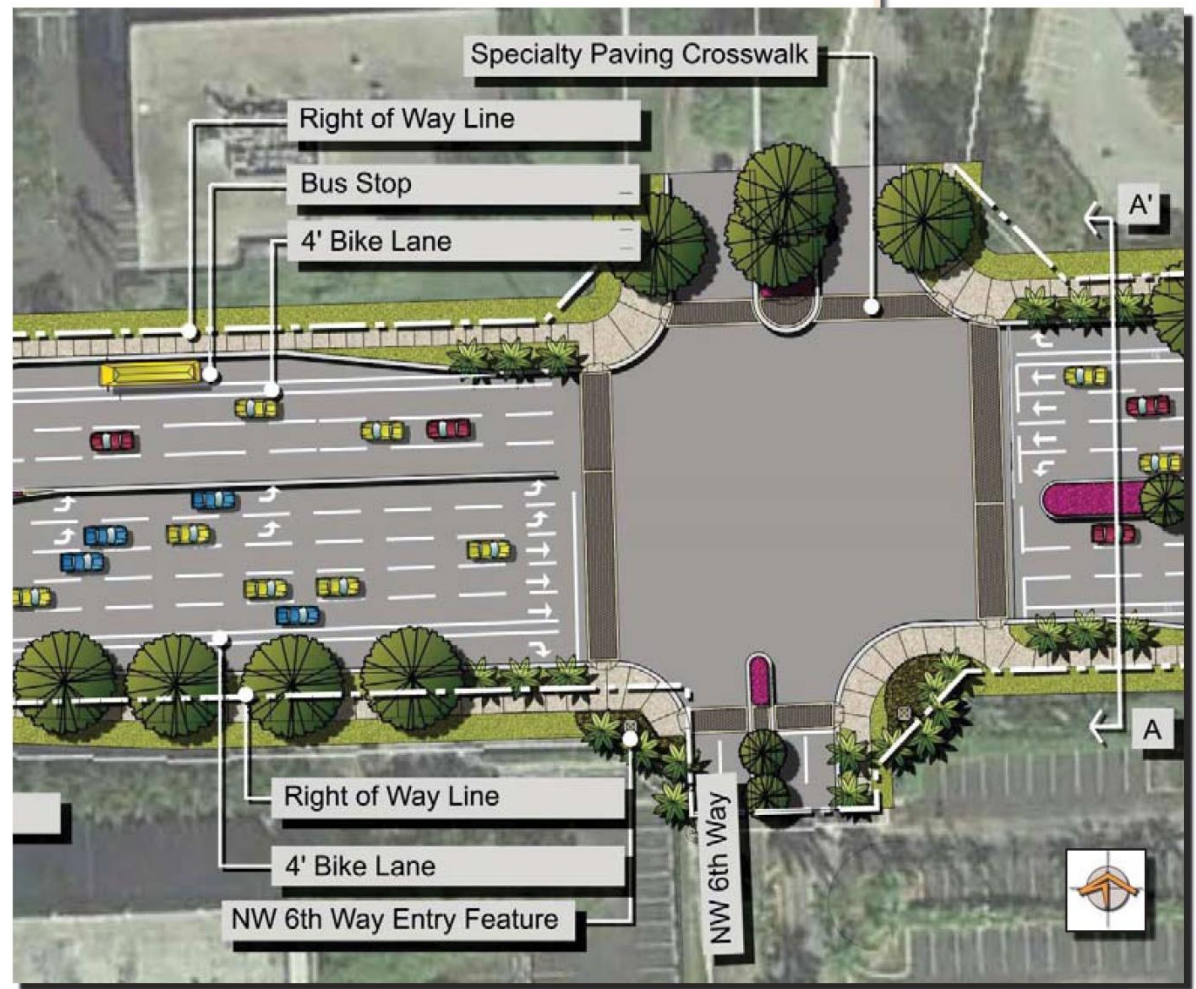 Specialty Paving Crosswalk
Right of Way Line
Bus Stop
4' Bike Lane
A'
Right of Way Line
4' Bike Lane
NW 6th Way Entry Feature
NW 6th Way
A